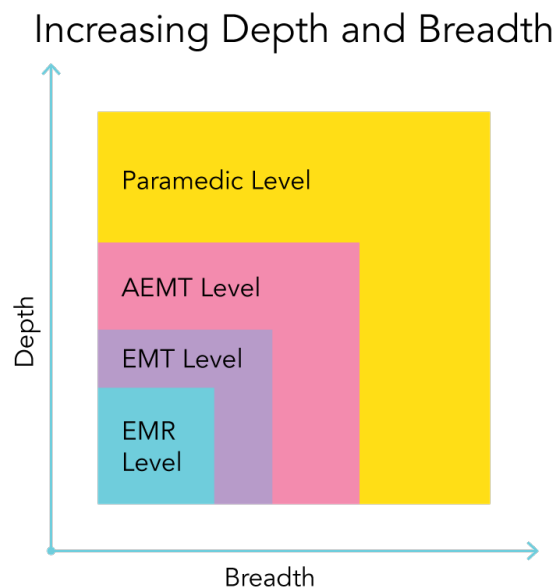 Increasing Depth and Breadth
Paramedic Level
AEMT Level
EMT Level
EMR
Level
Depth
Breadth